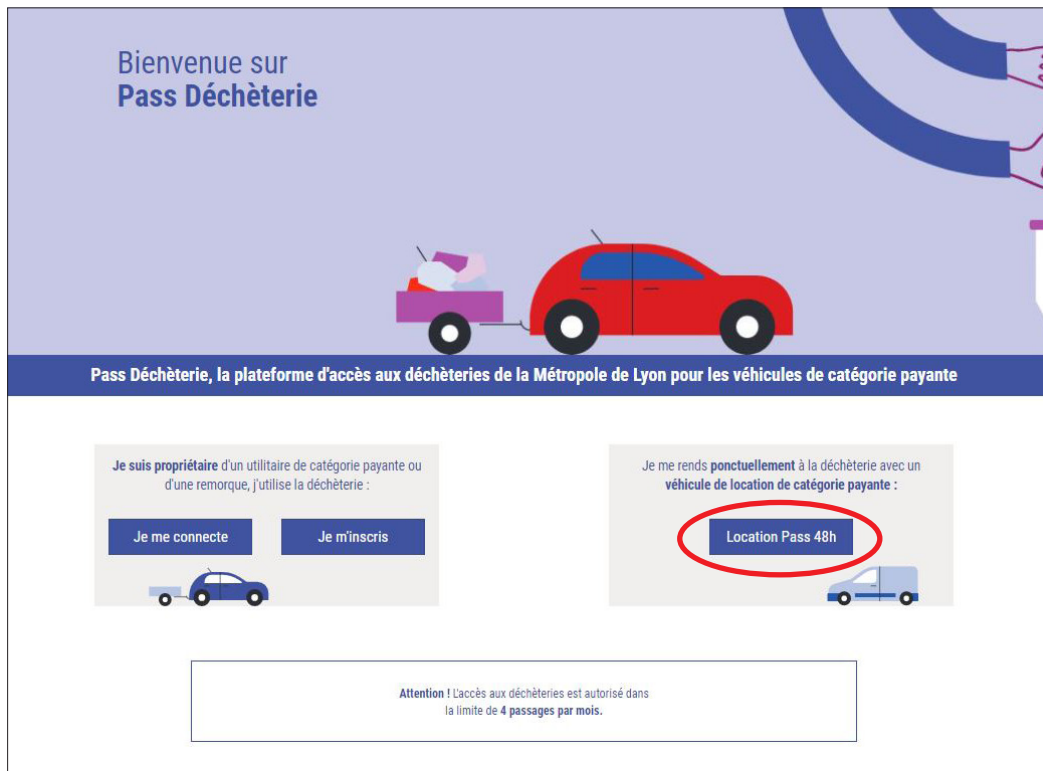 Bienvenue sur
Pass Déchèterie
Pass Déchèterie, la plateforme d'accès aux déchèteries de la Métropole de Lyon pour les véhicules de catégorie payante
Je suis propriétaire d'un utilitaire de catégorie payante ou
d'une remorque, j'utilise la déchèterie :
Je me connecte
Je m'inscris
Je me rends ponctuellement à la déchèterie avec un
véhicule de location de catégorie payante :
Location Pass 48h
Attention ! L'accès aux déchèteries est autorisé dans
la limite de 4 passages par mois.